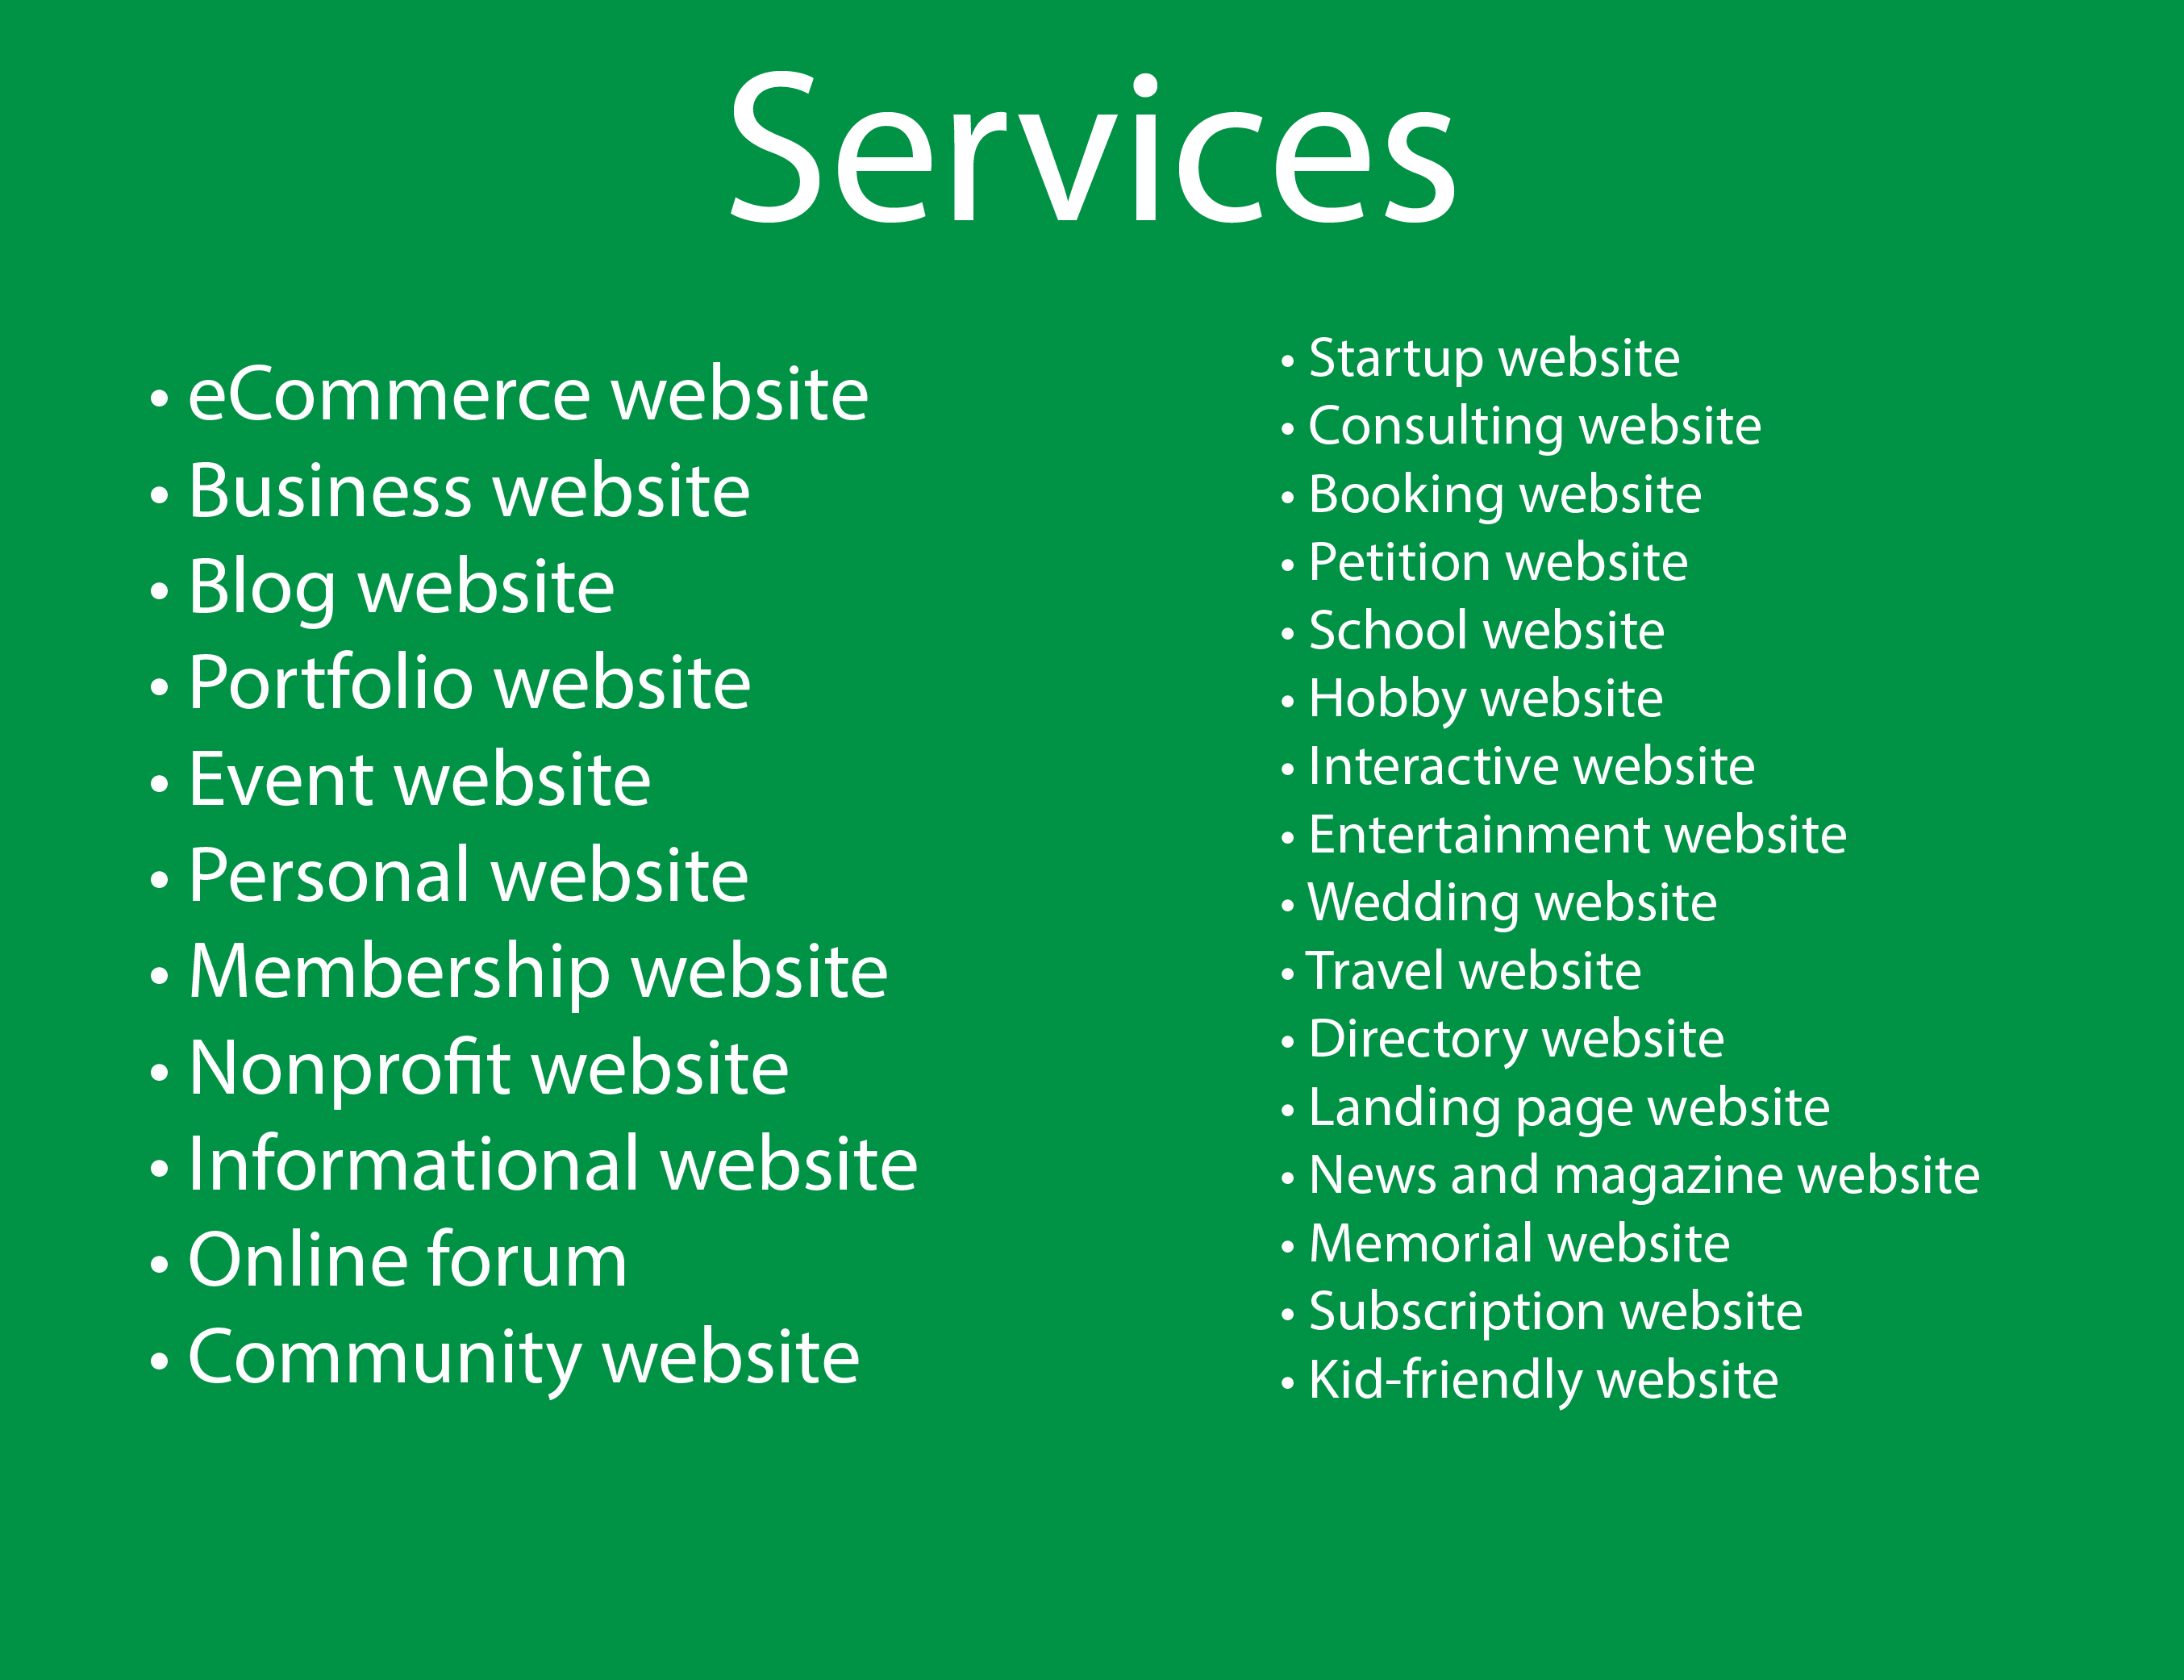 Services
• eCommerce website
• Business website
• Blog website
• Portfolio website
• Event website
• Personal website
• Membership website
• Nonprofit website
• Informational website
• Online forum
• Community website
• Startup website
• Consulting website
• Booking website
• Petition website
• School website
• Hobby website
• Interactive website
• Entertainment website
• Wedding website
• Travel website
• Directory website
• Landing page website
• News and magazine website
• Memorial website
• Subscription website
• Kid-friendly website